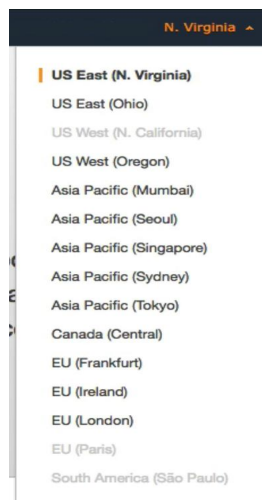 N. Virginia
US East (N. Virginia)
US East (Ohio)
US West (N. California)
US West (Oregon)
Asia Pacific (Mumbai)
Asia Pacific (Seoul)
Asia Pacific (Singapore)
Asia Pacific (Sydney)
Asia Pacific (Tokyo)
Canada (Central)
EU (Frankfurt)
EU (Ireland)
EU (London)
EU (Paris)
South America (São Paulo)